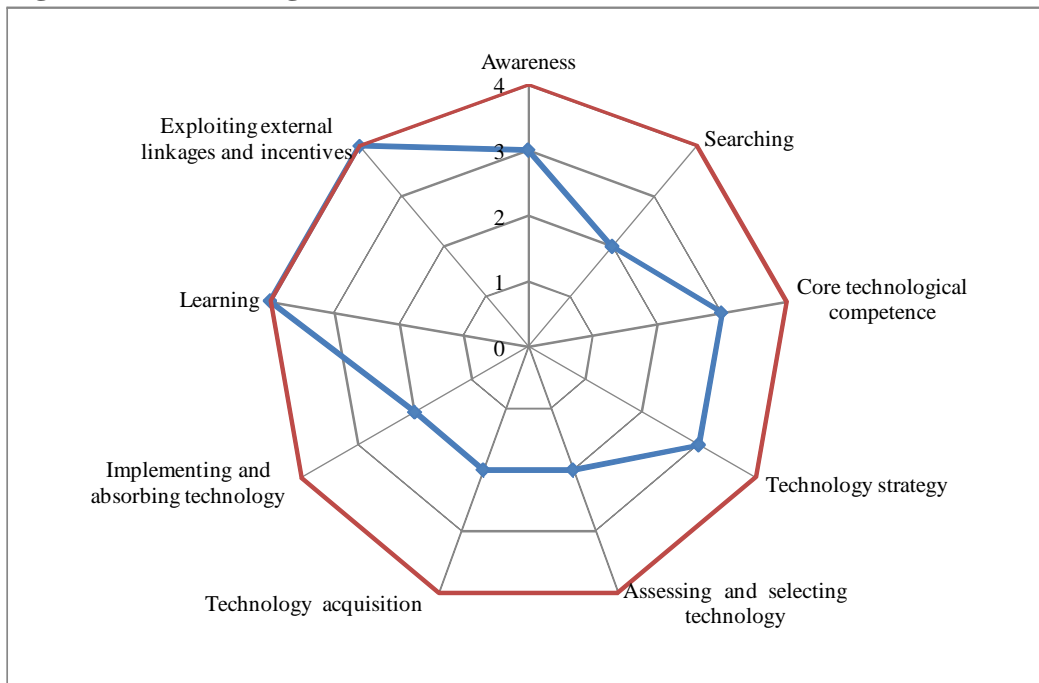 Awareness
4
Exploiting external
linkages and incentives
Searching
3
2
Core technological
competence
1
Learning
0
Implementing and
absorbing technology
Technology strategy
Technology acquisition
Assessing and selecting
technology